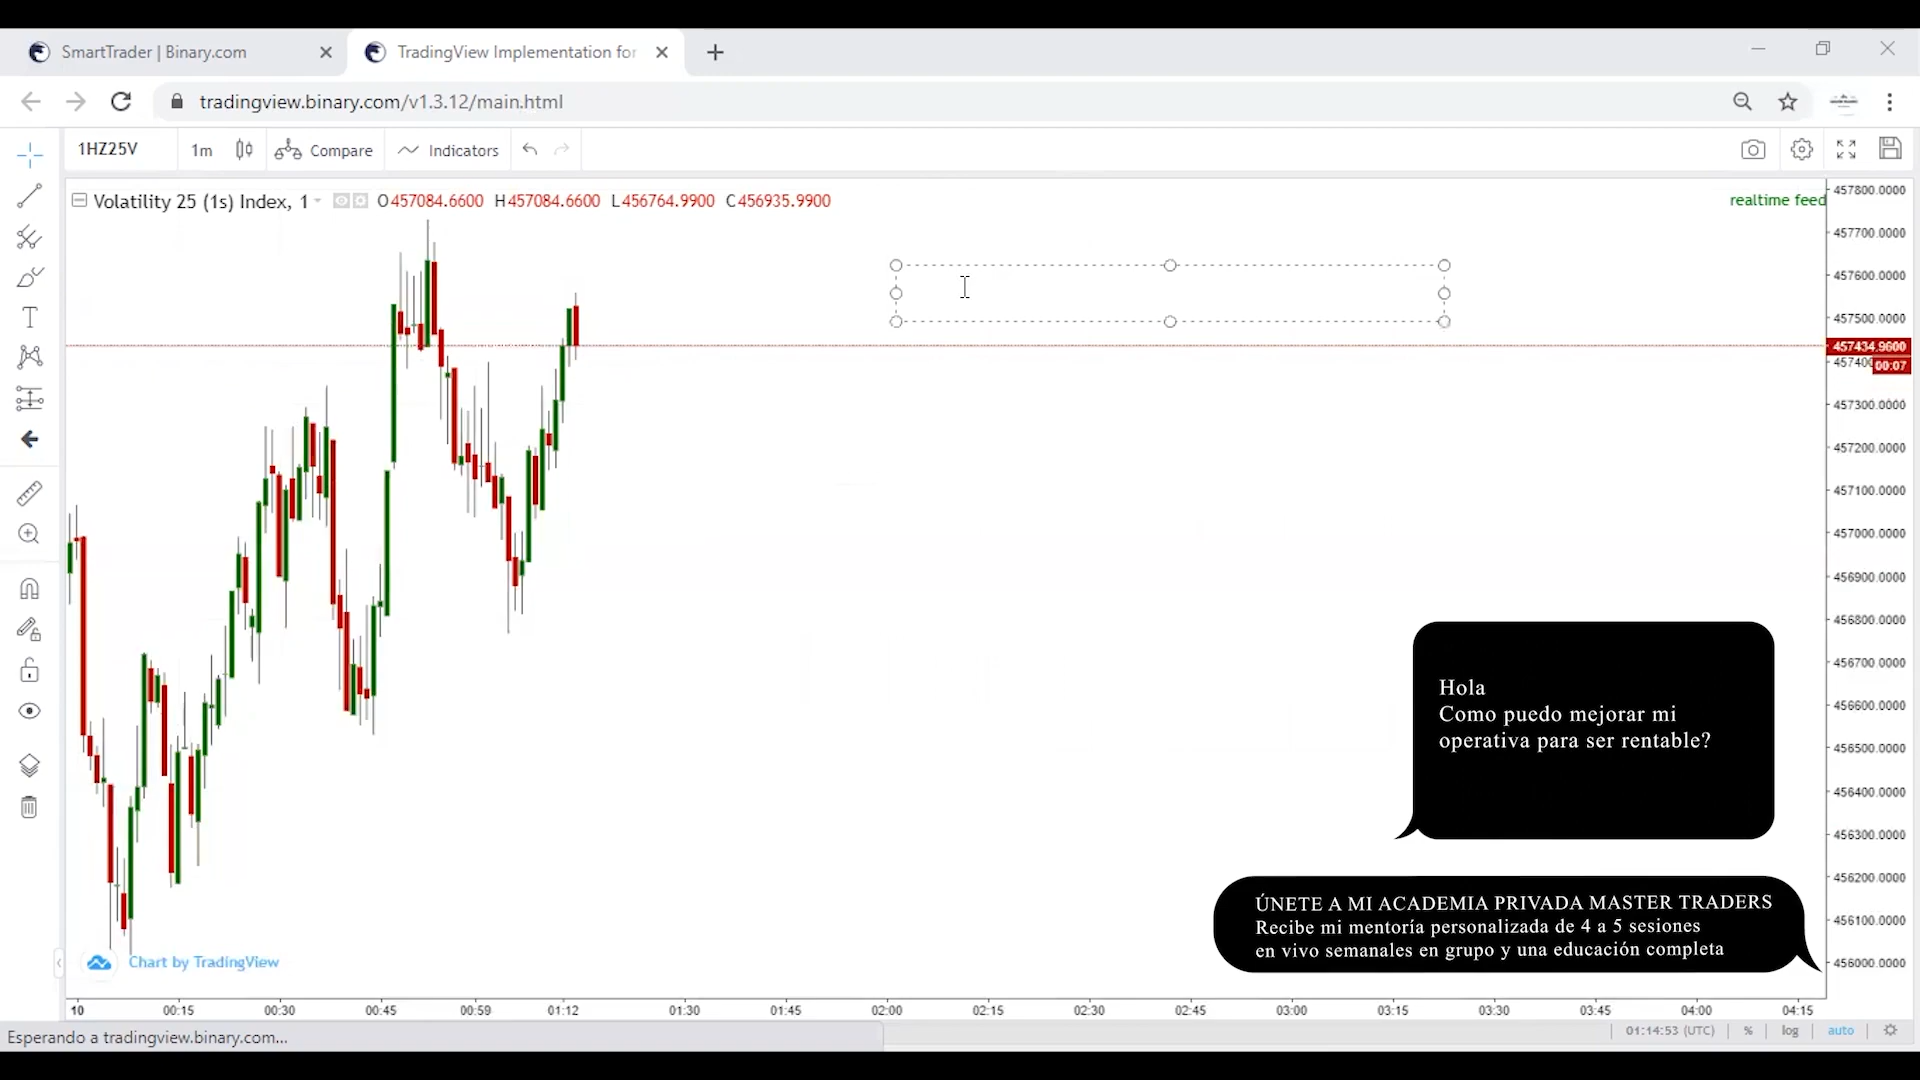 SmartTrader | Binary.com
TradingView Implementation for
tradingview.binary.com/v1.3.12/main.html
1HZ25V
1m
Compare
Indicators
Volatility 25 (1s) Index, 1
O457084.6600 H457084.6600 L456764.9900 C456935.9900
realtime feed
457800.0000
457700.0000
457600.0000
457500.0000
457434.9600
45740
00:07
457300.0000
457200.0000
457100.0000
457000.0000
456900.0000
456800.0000
456700.0000
456600.0000
456500.0000
456400.0000
456300.0000
456200.0000
456100.0000
456000.0000
Hola
Como puedo mejorar mi
operativa para ser rentable?
ÚNETE A MI ACADEMIA PRIVADA MASTER TRADERS
Recibe mi mentoría personalizada de 4 a 5 sesiones
en vivo semanales en grupo y una educación completa
Chart by TradingView
10 00:15 00:30 00:45 00:59 01:12 01:30 01:45 02:00 02:15 02:30 02:45 03:00 03:15 03:30 03:45 04:00 04:15
Esperando a tradingview.binary.com...
01:14:53 (UTC) % log auto